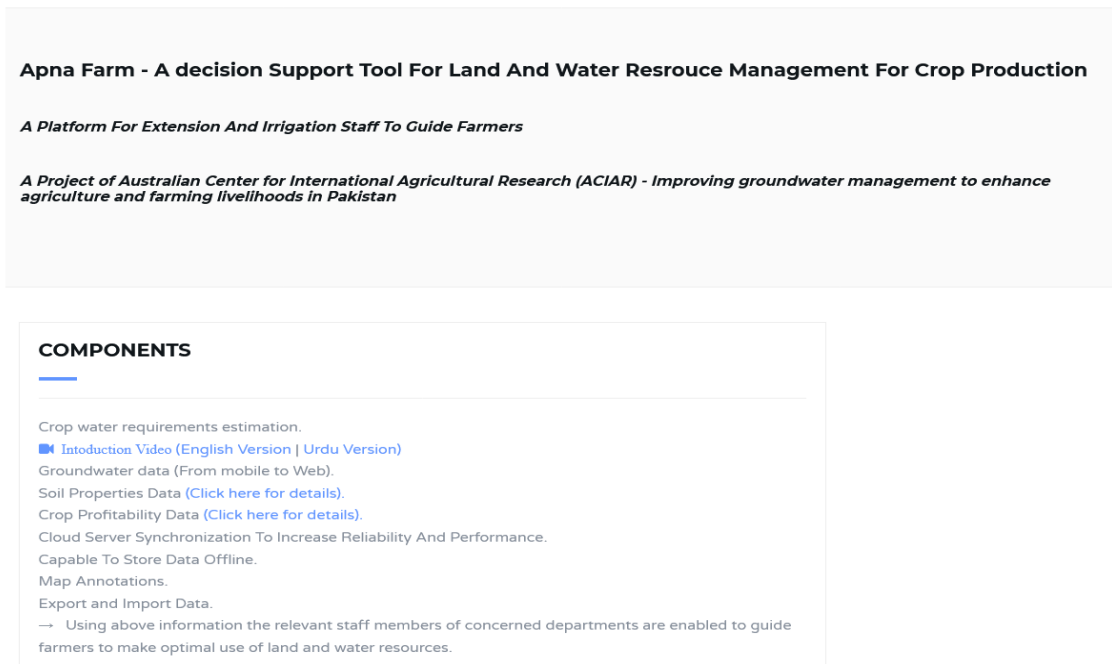 Apna Farm - A decision Support Tool For Land And Water Resrouce Management For Crop Production
A Platform For Extension And Irrigation Staff To Guide Farmers
A Project of Australian Center for International Agricultural Research (ACIAR) - Improving groundwater management to enhance
agriculture and farming livelihoods in Pakistan
COMPONENTS
Crop water requirements estimation.
Intoduction Video (English Version | Urdu Version)
Groundwater data (From mobile to Web).
Soil Properties Data (Click here for details).
Crop Profitability Data (Click here for details).
Cloud Server Synchronization To Increase Reliability And Performance.
Capable To Store Data Offline.
Map Annotations.
Export and Import Data.
→ Using above information the relevant staff members of concerned departments are enabled to guide
farmers to make optimal use of land and water resources.